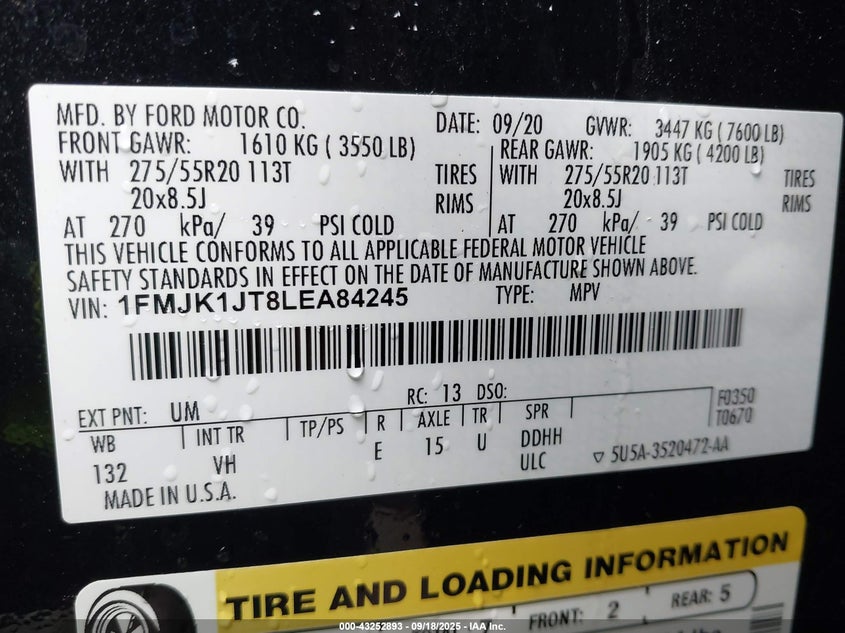 MFD. BY FORD MOTOR CO. DATE: 09/20 GVWR: 3447 KG ( 7600 LB)
FRONT GAWR: 1610 KG ( 3550 LB) REAR GAWR: 1905 KG ( 4200 LB)
WITH 275/55R20 113T TIRES WITH 275/55R20 113T TIRES
20x8.5J RIMS 20x8.5J RIMS
AT 270 kPa/ 39 PSI COLD AT 270 kPa/ 39 PSI COLD
THIS VEHICLE CONFORMS TO ALL APPLICABLE FEDERAL MOTOR VEHICLE
SAFETY STANDARDS IN EFFECT ON THE DATE OF MANUFACTURE SHOWN ABOVE.
VIN: 1FMJK1JT8LEA84245 TYPE: MPV
RC: 13 DSO: F0350
EXT PNT: UM T0670
WB INT TR TP/PS R AXLE TR SPR
132 VH E 15 U DDHH
ULC ▽ 5U5A-3520472-AA
MADE IN U.S.A.
TIRE AND LOADING INFORMATION
FRONT: 2 REAR: 5
000-43252893 - 09/18/2025 - IAA Inc.